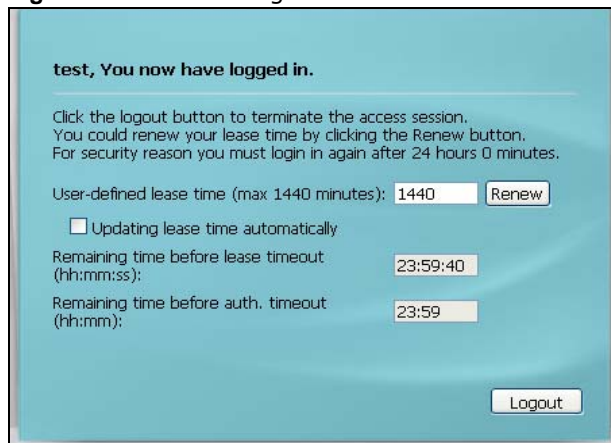 test, You now have logged in.
Click the logout button to terminate the access session.
You could renew your lease time by clicking the Renew button.
For security reason you must login in again after 24 hours 0 minutes.
User-defined lease time (max 1440 minutes): 1440 Renew
Updating lease time automatically
Remaining time before lease timeout
(hh:mm:ss): 23:59:40
Remaining time before auth. timeout
(hh:mm): 23:59
Logout